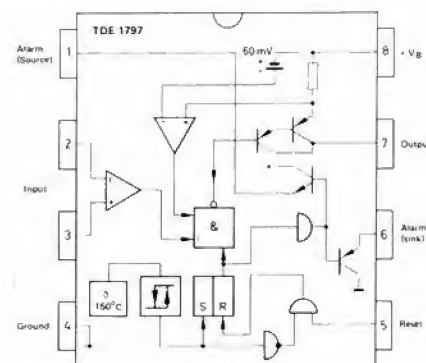 TDE 1797
Alarm
(Source)
1
60 mV
8
+ VB
2
7
Output
Input
&
3
6
Alarm
(sink)
160°C
S R
Ground
4
5
Reset